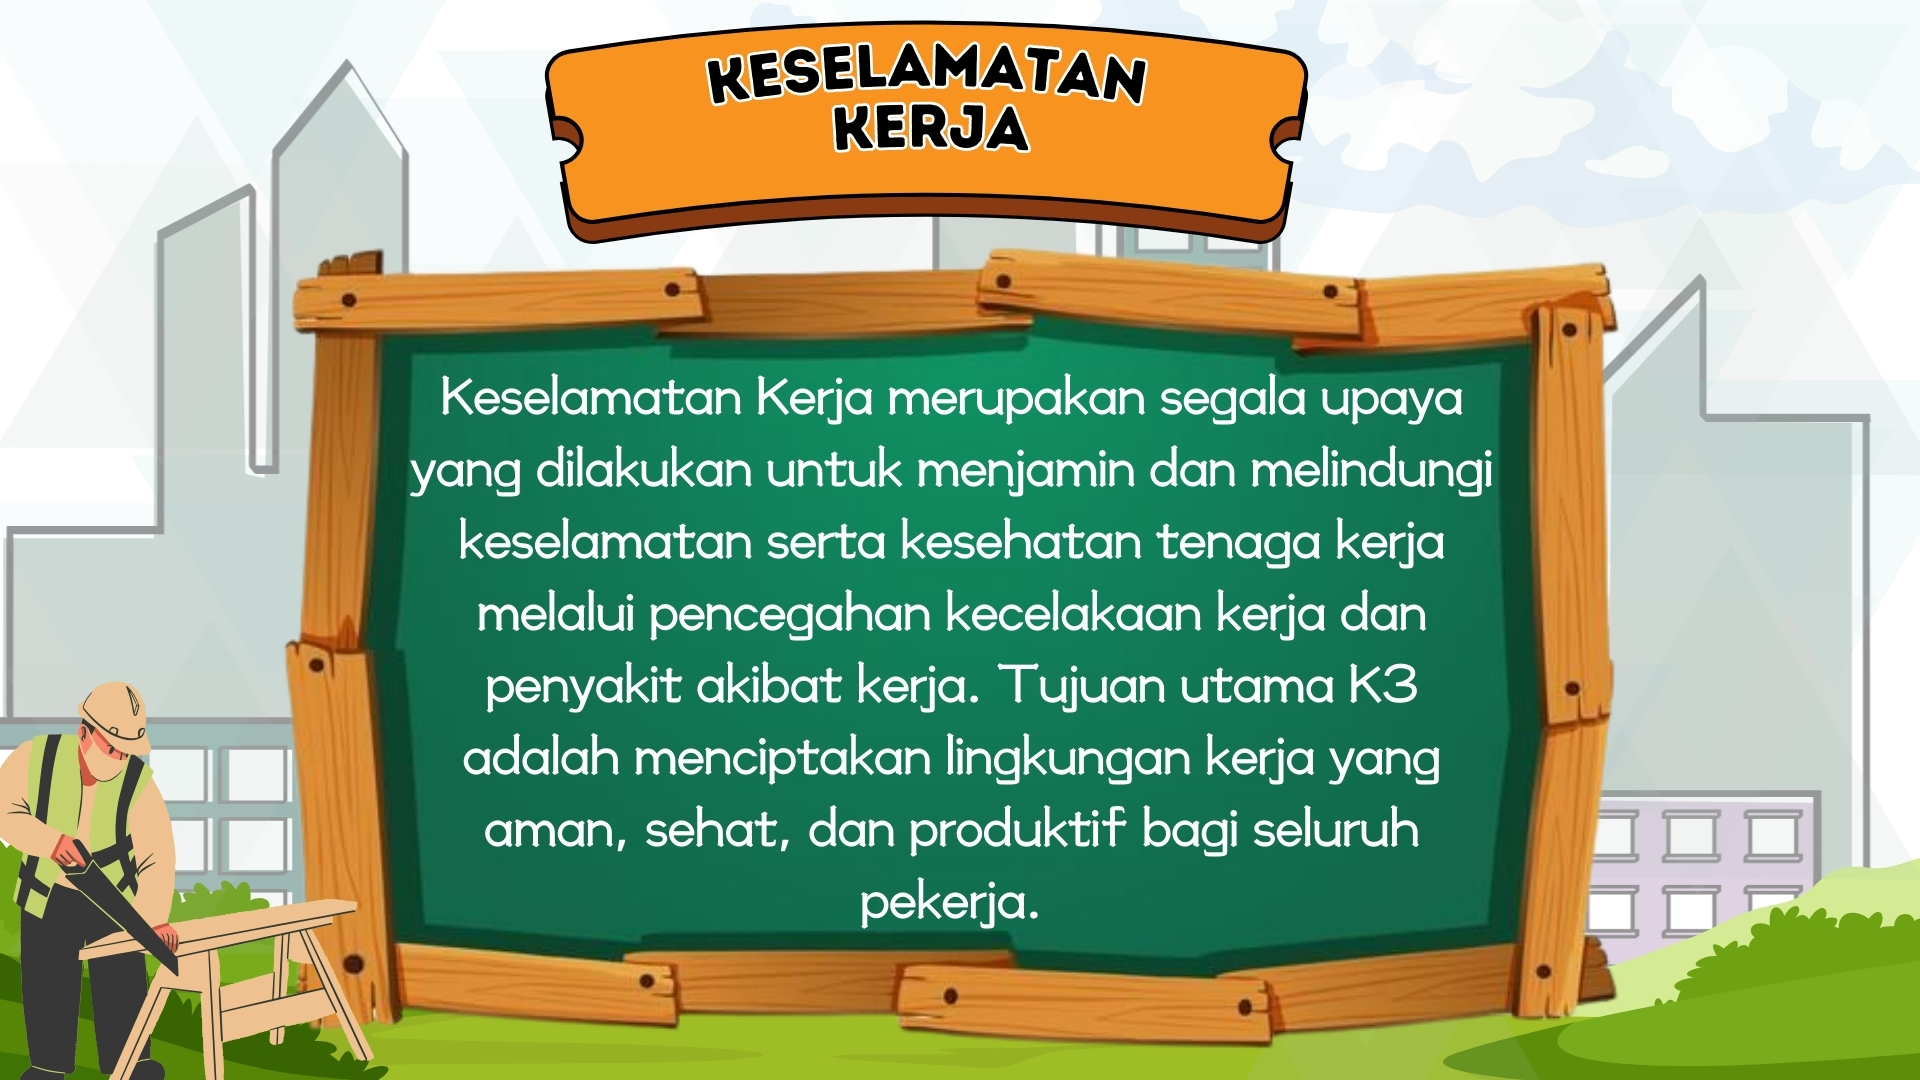 KESELAMATAN
KERJA
Keselamatan Kerja merupakan segala upaya
yang dilakukan untuk menjamin dan melindungi
keselamatan serta kesehatan tenaga kerja
melalui pencegahan kecelakaan kerja dan
penyakit akibat kerja. Tujuan utama K3
adalah menciptakan lingkungan kerja yang
aman, sehat, dan produktif bagi seluruh
pekerja.